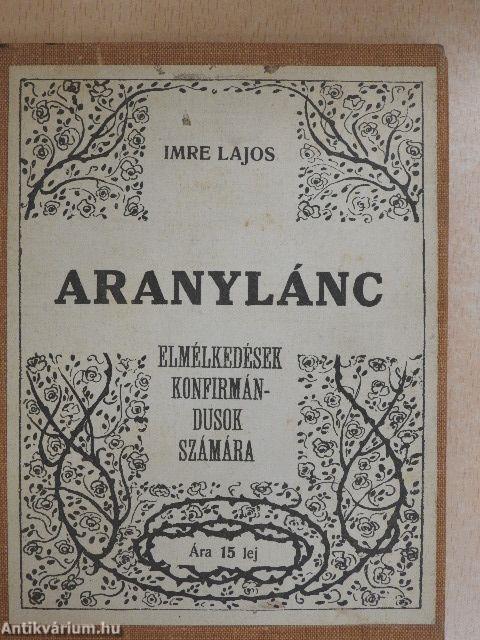 IMRE LAJOS
ARANYLÁNC
ELMÉLKEDÉSEK
KONFIRMÁN-
DUSOK
SZÁMÁRA
Ára 15 lej
Antikvárium.hu